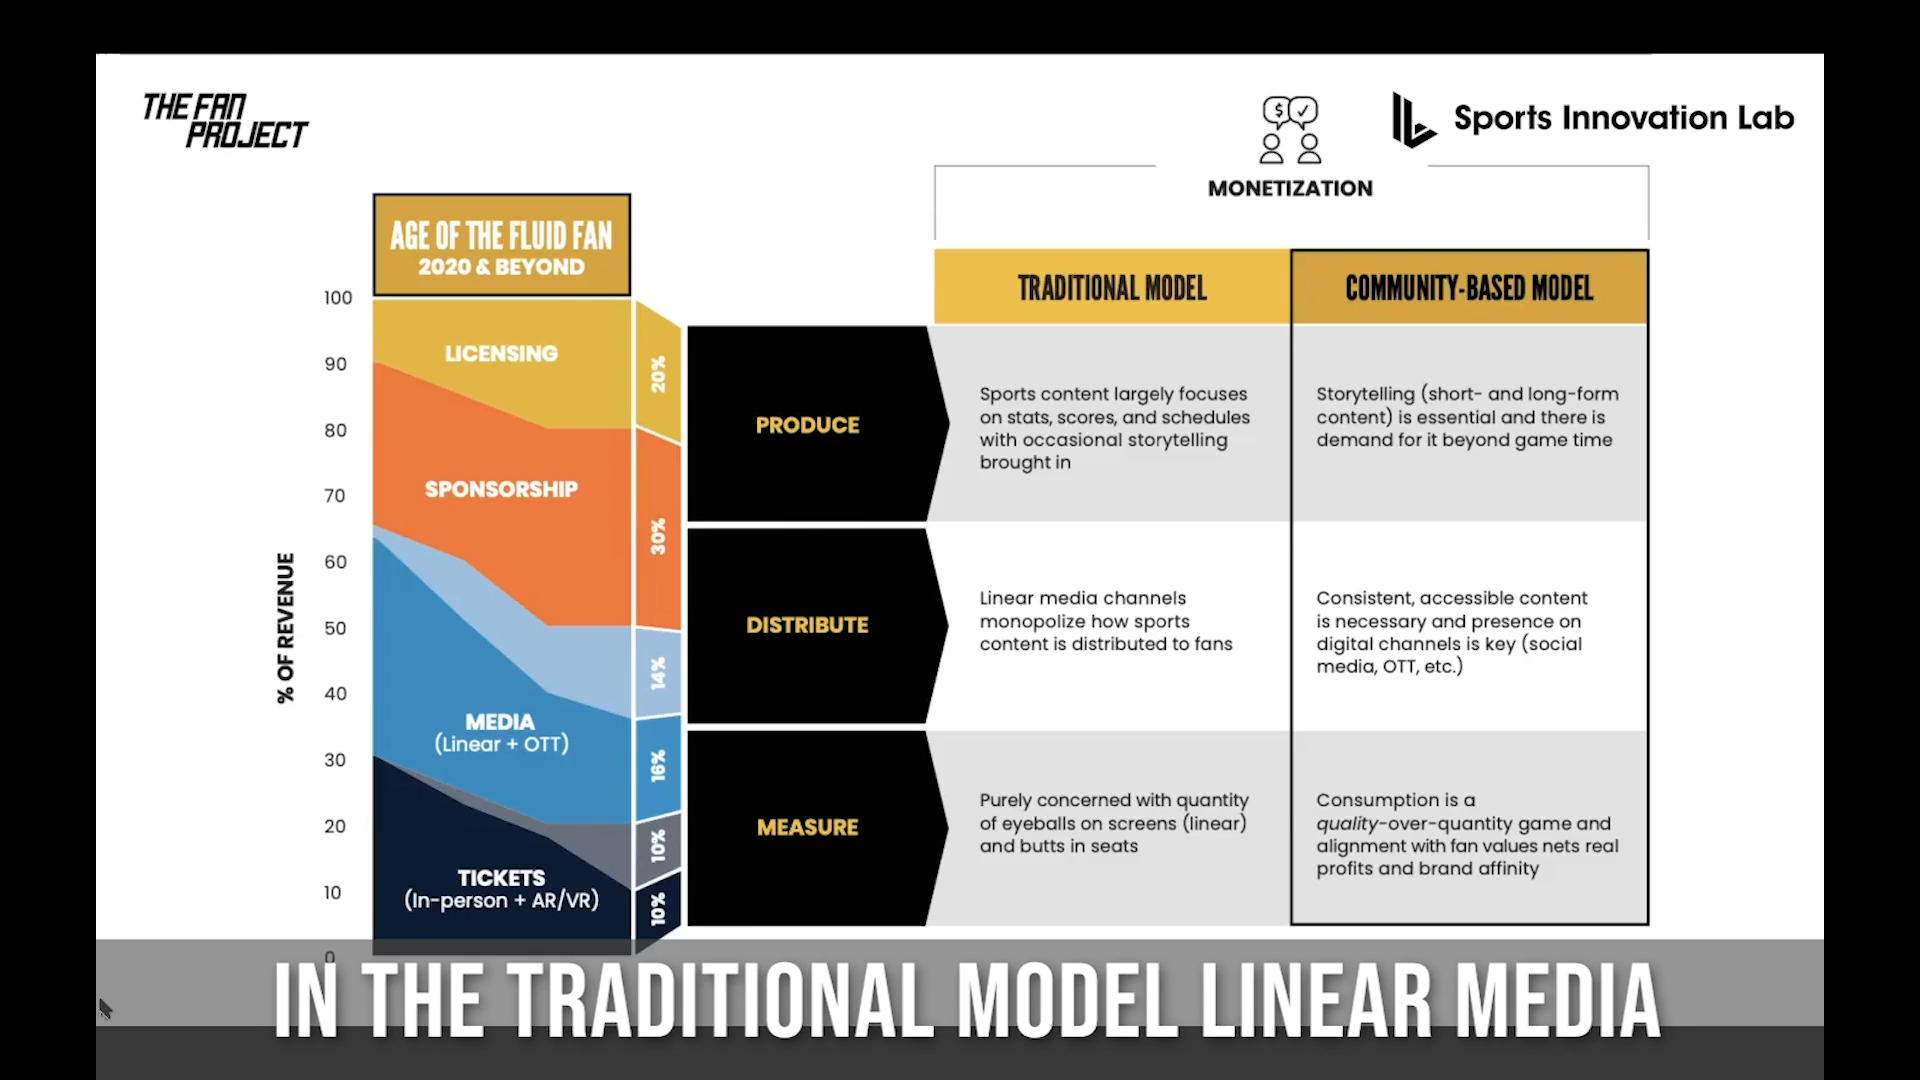 THE FAN
PROJECT
Sports Innovation Lab
$
MONETIZATION
AGE OF THE FLUID FAN
2020 & BEYOND
TRADITIONAL MODEL
COMMUNITY-BASED MODEL
% OF REVENUE
100
90
80
70
60
50
40
30
20
10
0
LICENSING
SPONSORSHIP
MEDIA
(Linear + OTT)
TICKETS
(In-person + AR/VR)
20%
30%
14%
16%
10%
10%
PRODUCE
Sports content largely focuses
on stats, scores, and schedules
with occasional storytelling
brought in
Storytelling (short- and long-form
content) is essential and there is
demand for it beyond game time
DISTRIBUTE
Linear media channels
monopolize how sports
content is distributed to fans
Consistent, accessible content
is necessary and presence on
digital channels is key (social
media, OTT, etc.)
MEASURE
Purely concerned with quantity
of eyeballs on screens (linear)
and butts in seats
Consumption is a
quality-over-quantity game and
alignment with fan values nets real
profits and brand affinity
IN THE TRADITIONAL MODEL LINEAR MEDIA